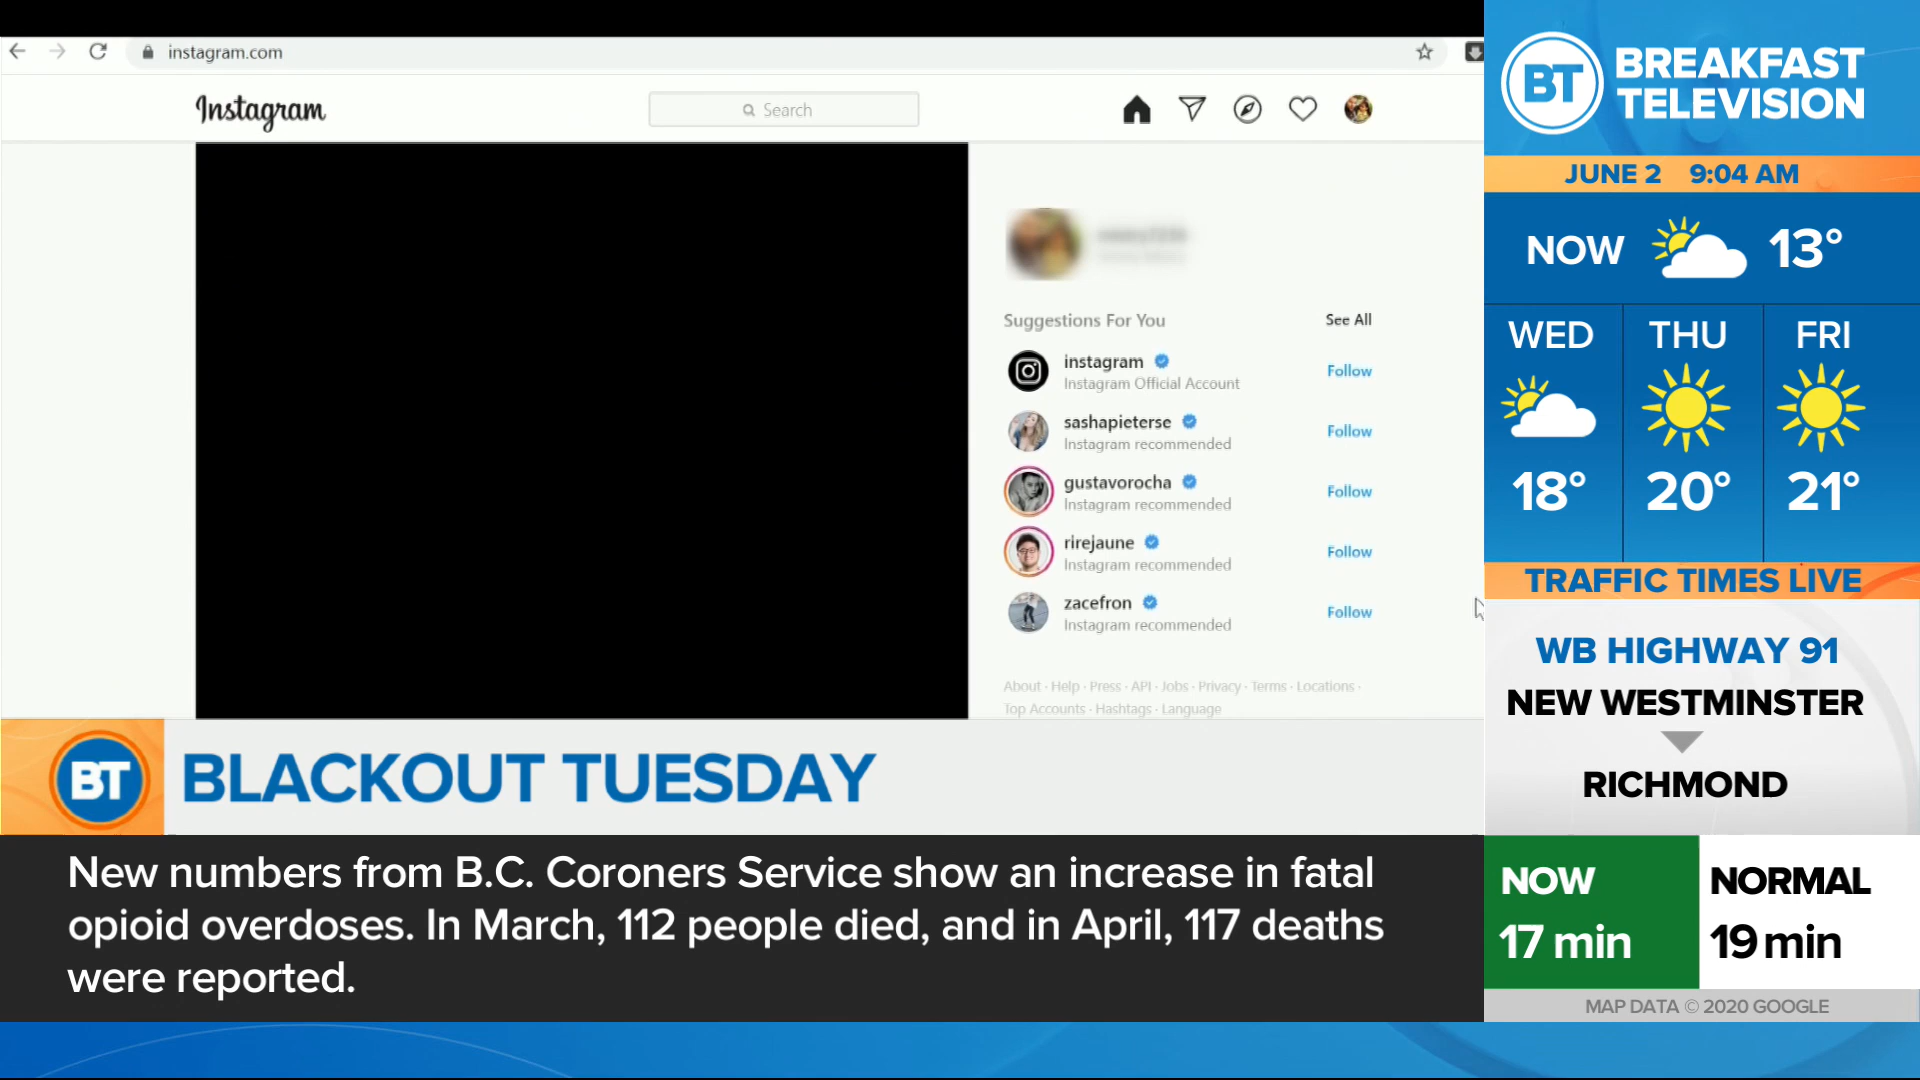 instagram.com
Instagram
Search
Suggestions For You
See All
instagram
Instagram Official Account
Follow
sashapieterse
Instagram recommended
Follow
gustavorocha
Instagram recommended
Follow
rirejaune
Instagram recommended
Follow
zacefron
Instagram recommended
Follow
About · Help · Press · API · Jobs · Privacy · Terms · Locations ·
Top Accounts · Hashtags · Language
BT BLACKOUT TUESDAY
New numbers from B.C. Coroners Service show an increase in fatal
opioid overdoses. In March, 112 people died, and in April, 117 deaths
were reported.
BT BREAKFAST
TELEVISION
JUNE 2 9:04 AM
NOW 13°
WED THU FRI
18° 20° 21°
TRAFFIC TIMES LIVE
WB HIGHWAY 91
NEW WESTMINSTER
RICHMOND
NOW NORMAL
17 min 19 min
MAP DATA © 2020 GOOGLE